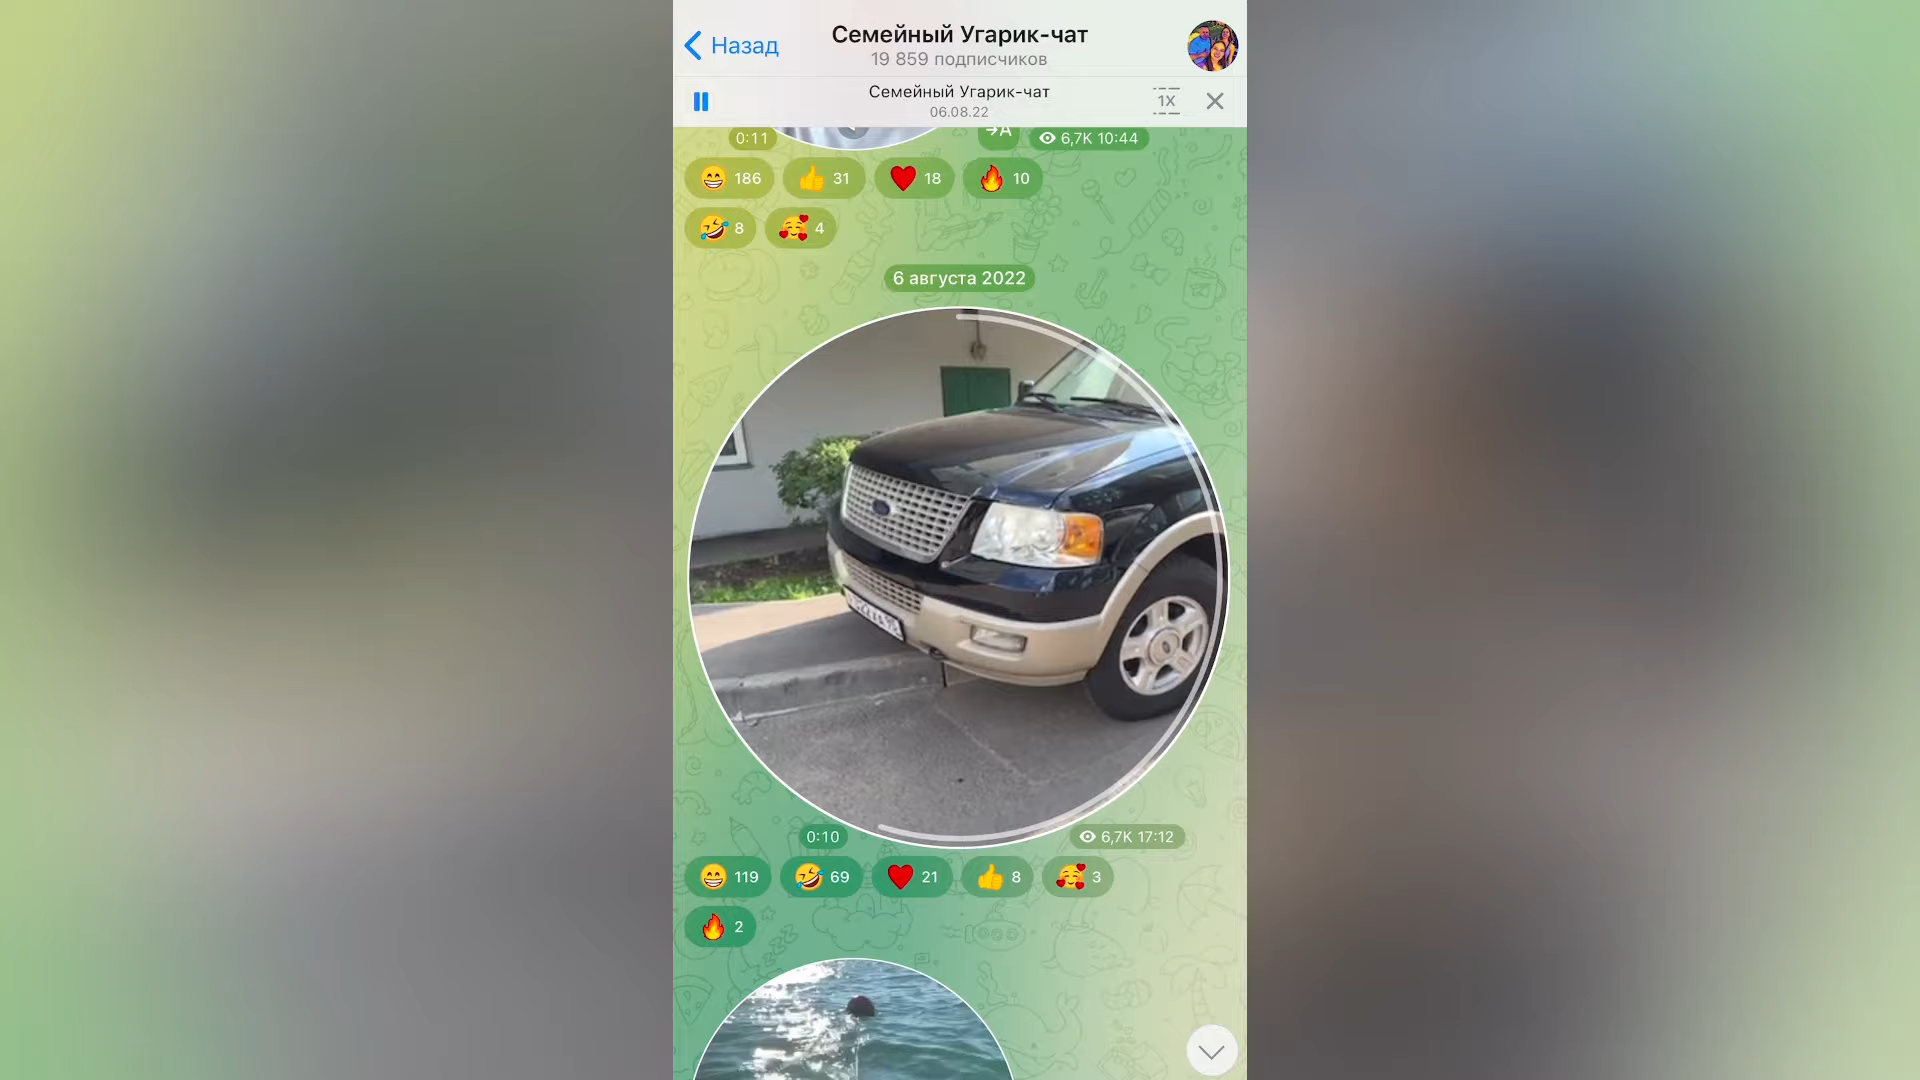 Назад
Семейный Угарик-чат
19 859 подписчиков
Семейный Угарик-чат
06.08.22
1X
0:11
→A
6,7K 10:44
186
31
18
10
8
4
6 августа 2022
0:10
6,7K 17:12
119
69
21
8
3
2